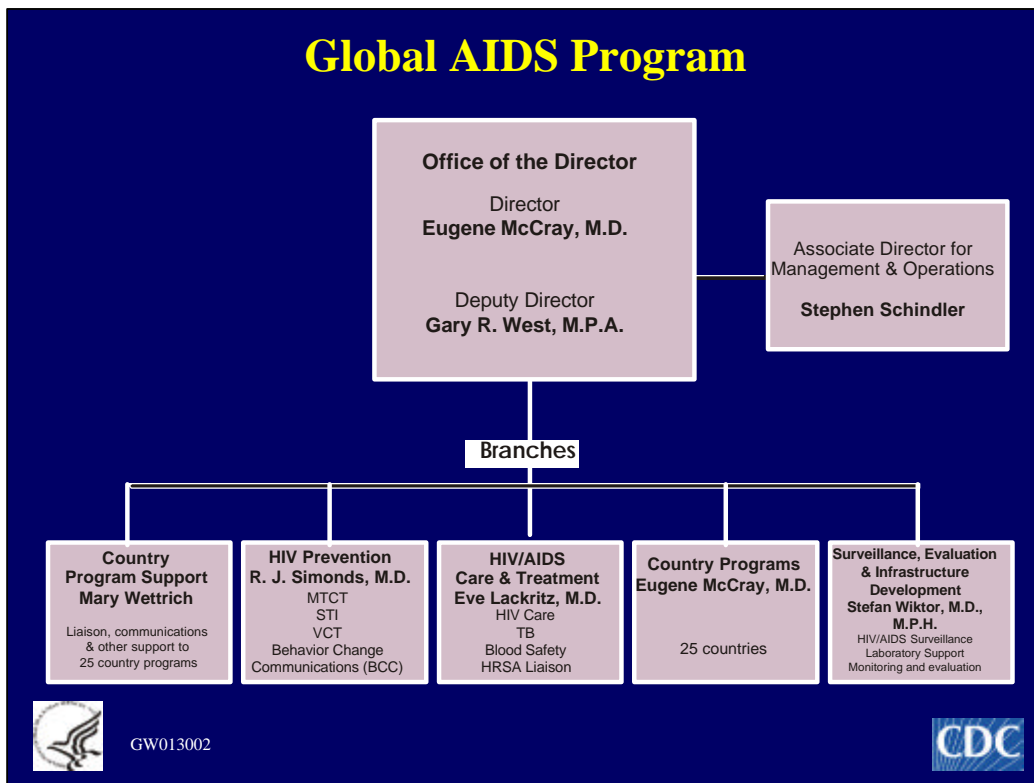 Global AIDS Program
Office of the Director
Director
Eugene McCray, M.D.
Deputy Director
Gary R. West, M.P.A.
Associate Director for
Management & Operations
Stephen Schindler
Branches
Country
Program Support
Mary Wettrich
Liaison, communications
& other support to
25 country programs
HIV Prevention
R. J. Simonds, M.D.
MTCT
STI
VCT
Behavior Change
Communications (BCC)
HIV/AIDS
Care & Treatment
Eve Lackritz, M.D.
HIV Care
TB
Blood Safety
HRSA Liaison
Country Programs
Eugene McCray, M.D.
25 countries
Surveillance, Evaluation
& Infrastructure
Development
Stefan Wiktor, M.D.,
M.P.H.
HIV/AIDS Surveillance
Laboratory Support
Monitoring and evaluation
GW013002
CDC